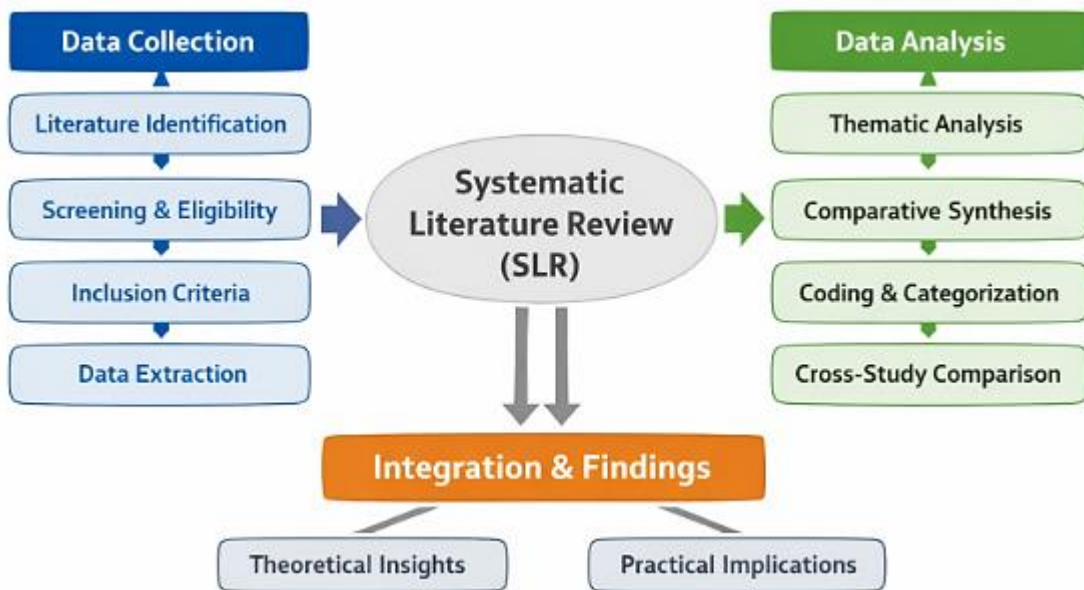 Data Collection
Literature Identification
Screening & Eligibility
Inclusion Criteria
Data Extraction
Systematic
Literature Review
(SLR)
Data Analysis
Thematic Analysis
Comparative Synthesis
Coding & Categorization
Cross-Study Comparison
Integration & Findings
Theoretical Insights
Practical Implications